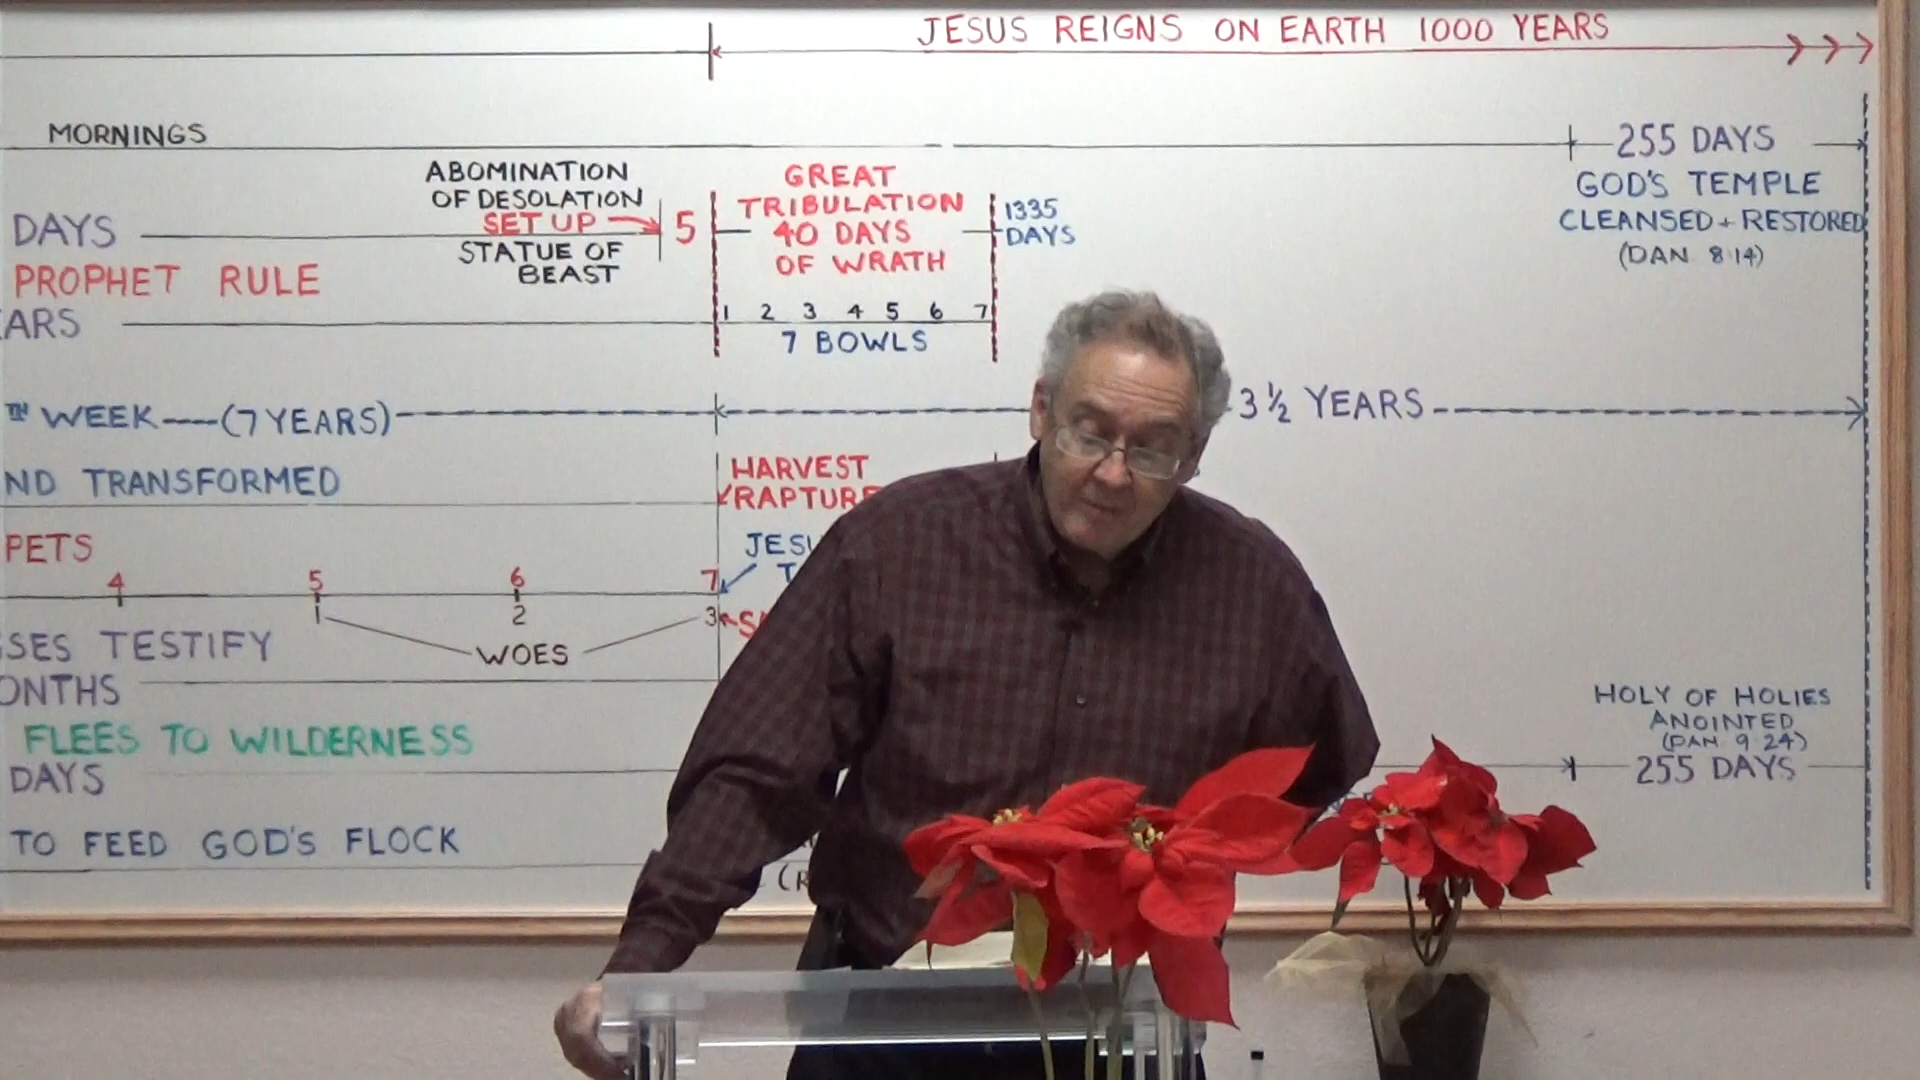 JESUS REIGNS ON EARTH 1000 YEARS
MORNINGS
255 DAYS
GOD'S TEMPLE
CLEANSED + RESTORED
(DAN 8:14)
ABOMINATION
OF DESOLATION
SET UP
STATUE OF
BEAST
5
GREAT
TRIBULATION
40 DAYS
OF WRATH
1335
DAYS
DAYS
PROPHET RULE
ARS
1 2 3 4 5 6 7
7 BOWLS
TH WEEK (7 YEARS)
3 1/2 YEARS
ND TRANSFORMED
HARVEST
RAPTURE
PETS
JESU
4 5 6 7
1 2 3
WOES
SES TESTIFY
ONTHS
FLEES TO WILDERNESS
DAYS
TO FEED GOD'S FLOCK
HOLY OF HOLIES
ANOINTED
(DAN 9:24)
255 DAYS